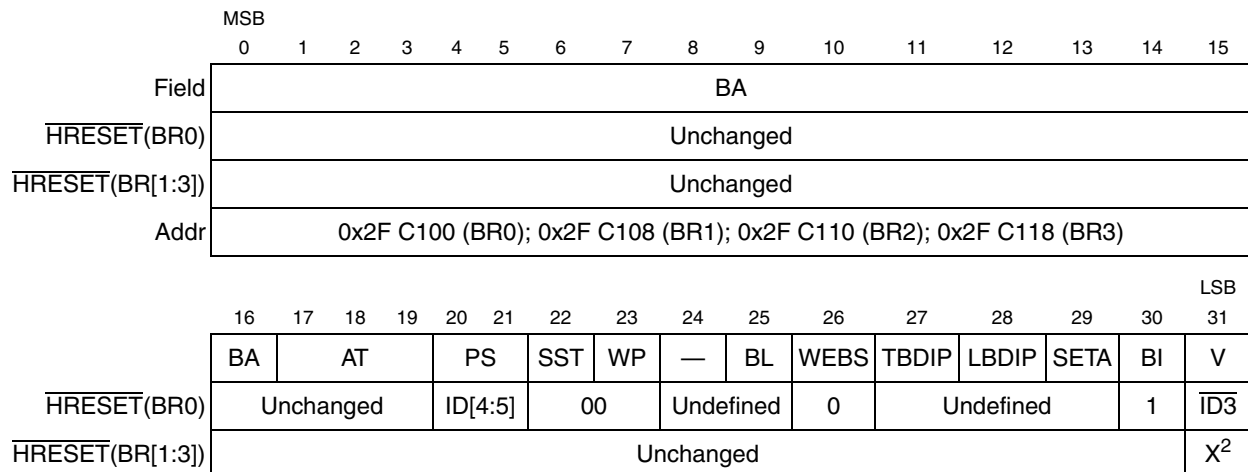 MSB
0 1 2 3 4 5 6 7 8 9 10 11 12 13 14 15
Field BA
HRESET(BR0) Unchanged
HRESET(BR[1:3]) Unchanged
Addr 0x2F C100 (BR0); 0x2F C108 (BR1); 0x2F C110 (BR2); 0x2F C118 (BR3)
LSB
16 17 18 19 20 21 22 23 24 25 26 27 28 29 30 31
BA AT PS SST WP — BL WEBS TBDIP LBDIP SETA BI V
HRESET(BR0) Unchanged ID[4:5] 00 Undefined 0 Undefined 1 ID3
HRESET(BR[1:3]) Unchanged X2